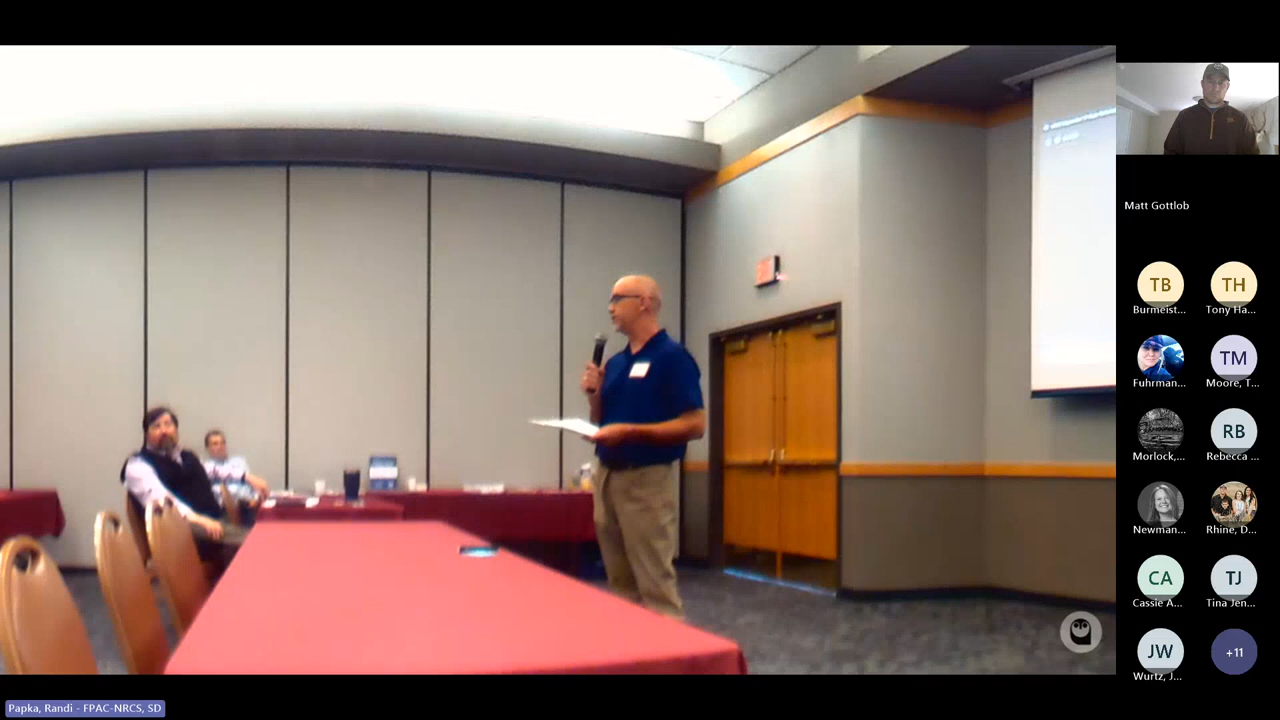 Matt Gottlob
TB
TH
Burmeist...
Tony Ha...
TM
Fuhrman...
Moore, T...
RB
Morlock,...
Rebecca ...
Newman...
Rhine, D...
CA
TJ
Cassie A...
Tina Jen...
JW
+11
Wurtz, J...
Papka, Randi - FPAC-NRCS, SD